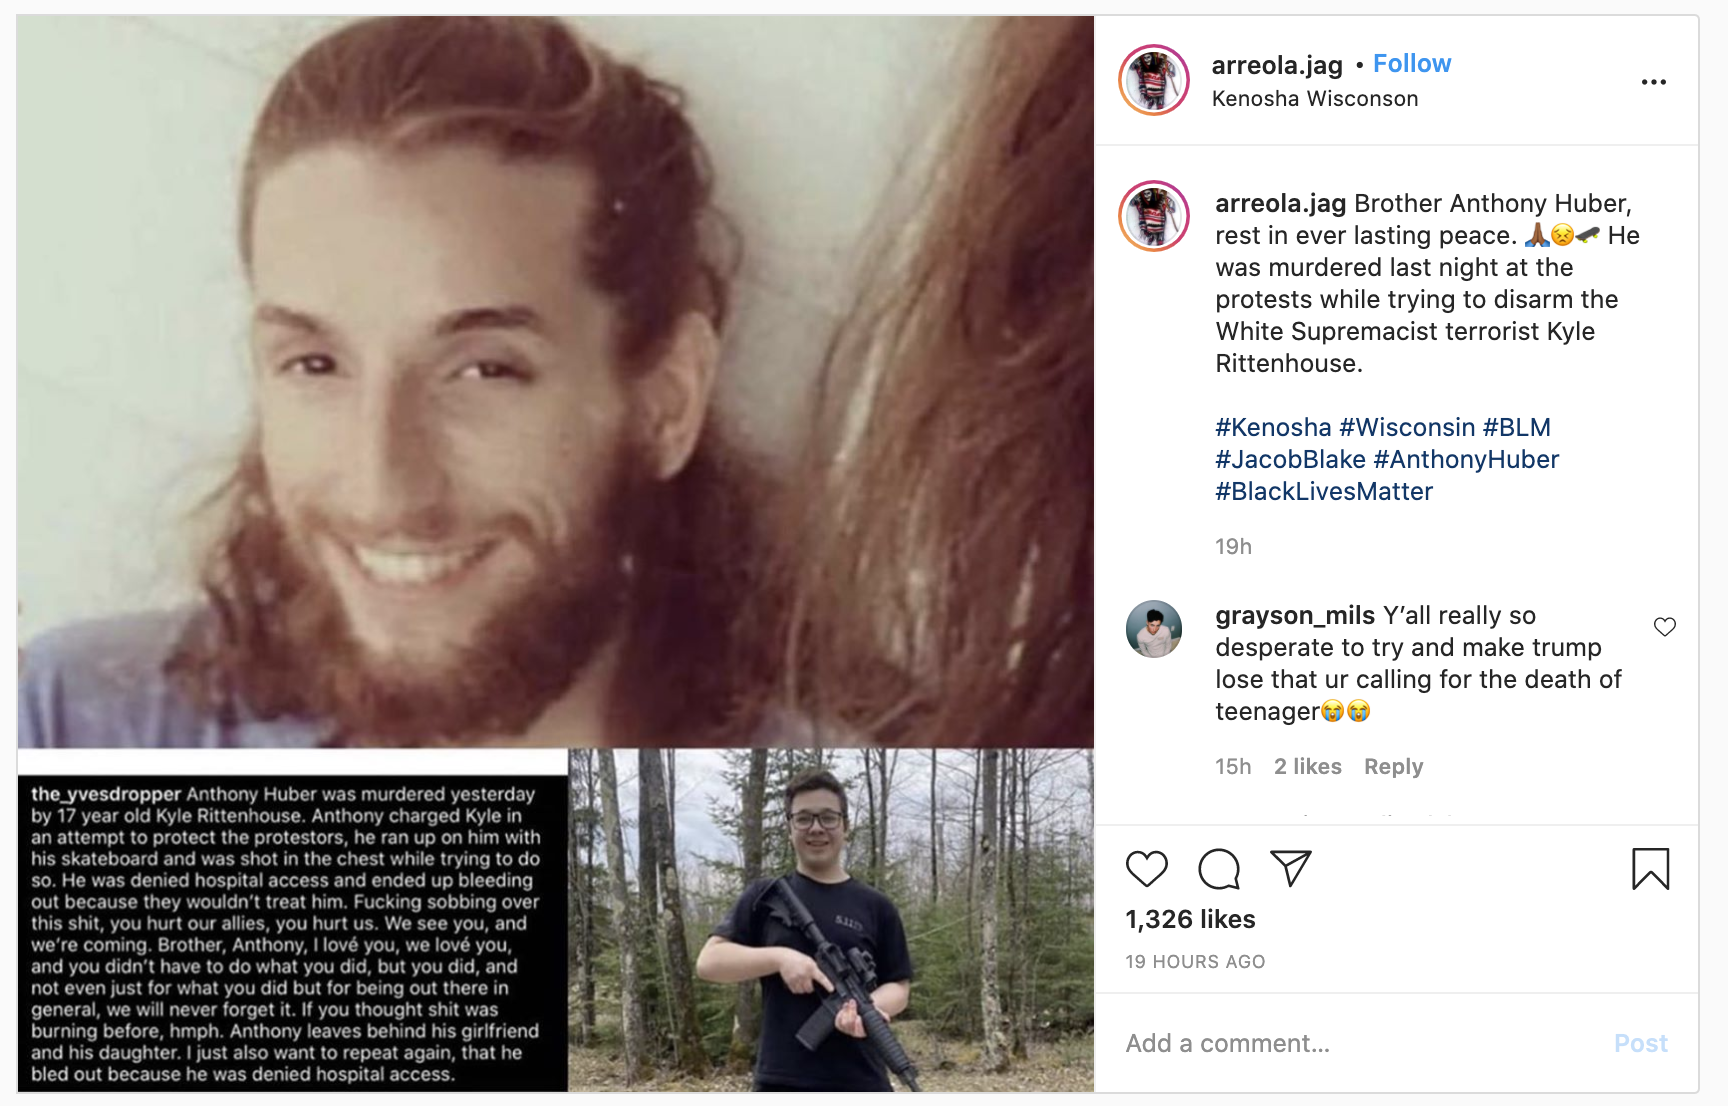 arreola.jag • Follow
Kenosha Wisconson
arreola.jag Brother Anthony Huber,
rest in ever lasting peace. 🙏🏾😣🛹 He
was murdered last night at the
protests while trying to disarm the
White Supremacist terrorist Kyle
Rittenhouse.
#Kenosha #Wisconsin #BLM
#JacobBlake #AnthonyHuber
#BlackLivesMatter
19h
grayson_mils Y’all really so
desperate to try and make trump
lose that ur calling for the death of
teenager😭😭
15h 2 likes Reply
1,326 likes
19 HOURS AGO
Add a comment... Post
the_yvesdropper Anthony Huber was murdered yesterday
by 17 year old Kyle Rittenhouse. Anthony charged Kyle in
an attempt to protect the protestors, he ran up on him with
his skateboard and was shot in the chest while trying to do
so. He was denied hospital access and ended up bleeding
out because they wouldn’t treat him. Fucking sobbing over
this shit, you hurt our allies, you hurt us. We see you, and
we’re coming. Brother, Anthony, I lové you, we lové you,
and you didn’t have to do what you did, but you did, and
not even just for what you did but for being out there in
general, we will never forget it. If you thought shit was
burning before, hmph. Anthony leaves behind his girlfriend
and his daughter. I just also want to repeat again, that he
bled out because he was denied hospital access.
5.11